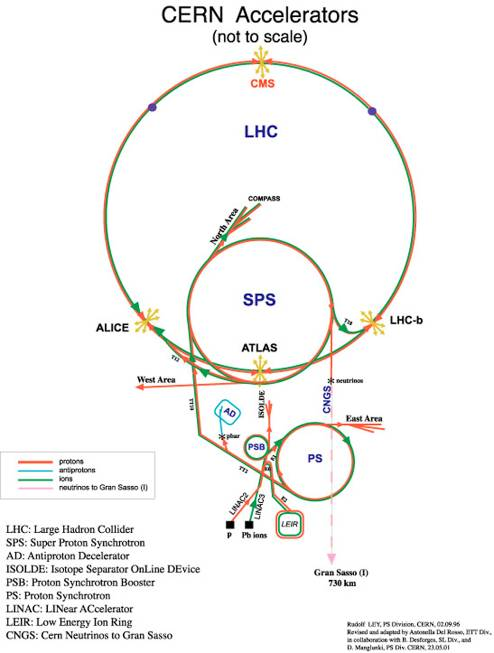 CERN Accelerators
(not to scale)
CMS
LHC
COMPASS
North Area
SPS
ALICE
TI8
LHC-b
ATLAS
TI2
West Area
neutrinos
CNGS
ISOLDE
East Area
AD
TT10
pbar
PSB
PS
TT2
E2
LINAC2
LINAC3
LEIR
p
Pb ions
protons
antiprotons
ions
neutrinos to Gran Sasso (I)
Gran Sasso (I)
730 km
LHC: Large Hadron Collider
SPS: Super Proton Synchrotron
AD: Antiproton Decelerator
ISOLDE: Isotope Separator OnLine DEvice
PSB: Proton Synchrotron Booster
PS: Proton Synchrotron
LINAC: LINear ACcelerator
LEIR: Low Energy Ion Ring
CNGS: Cern Neutrinos to Gran Sasso
Rudolf LEY, PS Division, CERN, 02.09.96
Revised and adapted by Antonella Del Rosso, ETT Div.,
in collaboration with B. Desforges, SL Div., and
D. Manglunki, PS Div. CERN, 23.05.01